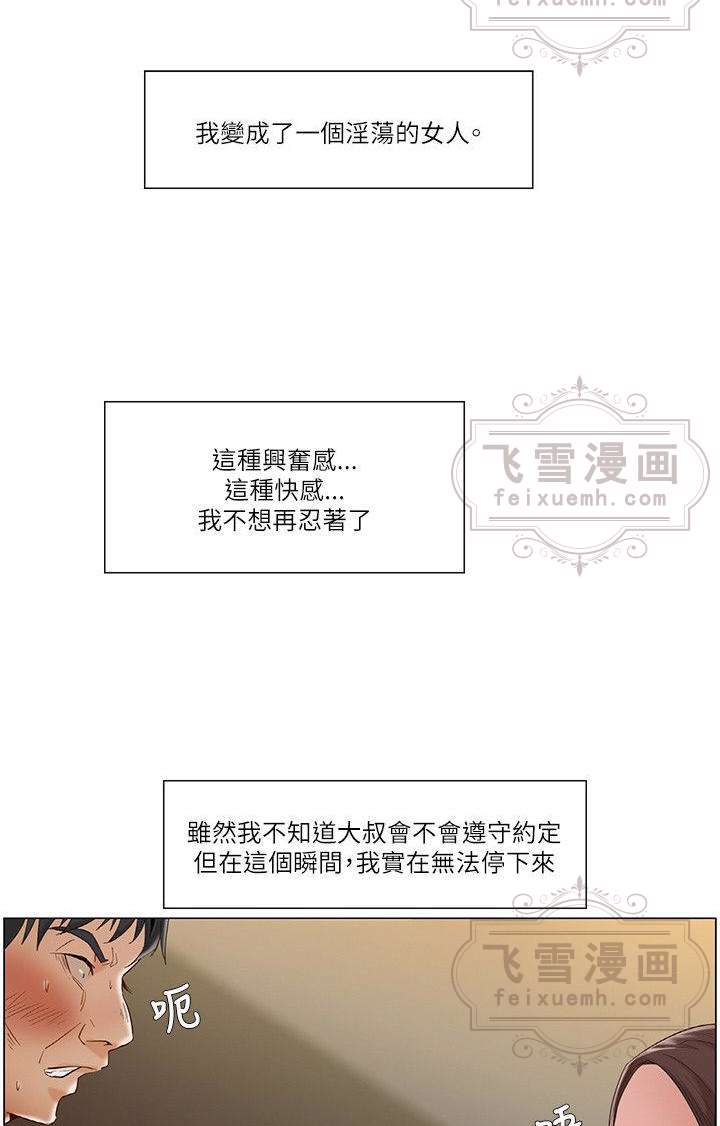 feixuemh.com
我變成了一個淫蕩的女人。
這種興奮感...
這種快感...
我不想再忍著了
飞雪漫画
feixuemh.com
雖然我不知道大叔會不會遵守約定
但在這個瞬間，我實在無法停下來
飞雪漫画
feixuemh.com
呃
唔